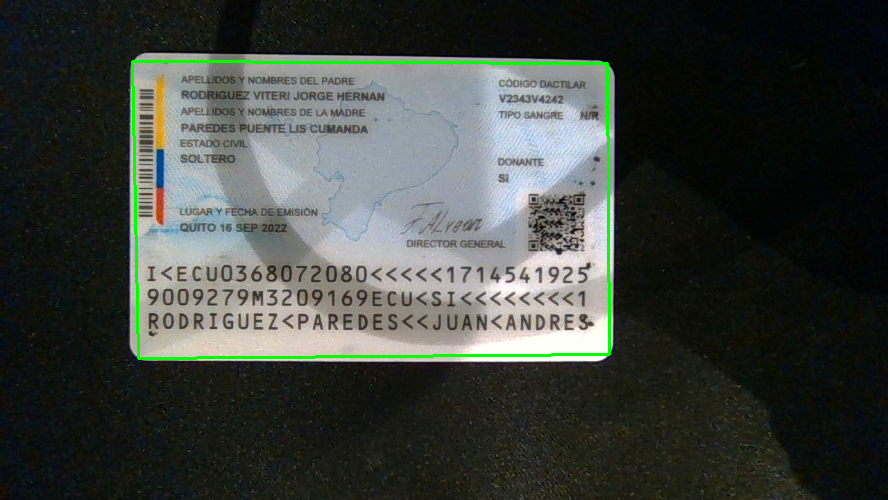 APELLIDOS Y NOMBRES DEL PADRE
RODRIGUEZ VITERI JORGE HERNAN
APELLIDOS Y NOMBRES DE LA MADRE
PAREDES PUENTE LIS CUMANDA
ESTADO CIVIL
SOLTERO
CÓDIGO DACTILAR
V2343V4242
TIPO SANGRE N/R
DONANTE
Si
LUGAR Y FECHA DE EMISIÓN
QUITO 16 SEP 2022
F. Alvear
DIRECTOR GENERAL
I<ECU0368072080<<<<<1714541925
9009279M3209169ECU<SI<<<<<<<<1
RODRIGUEZ<PAREDES<<JUAN<ANDRES